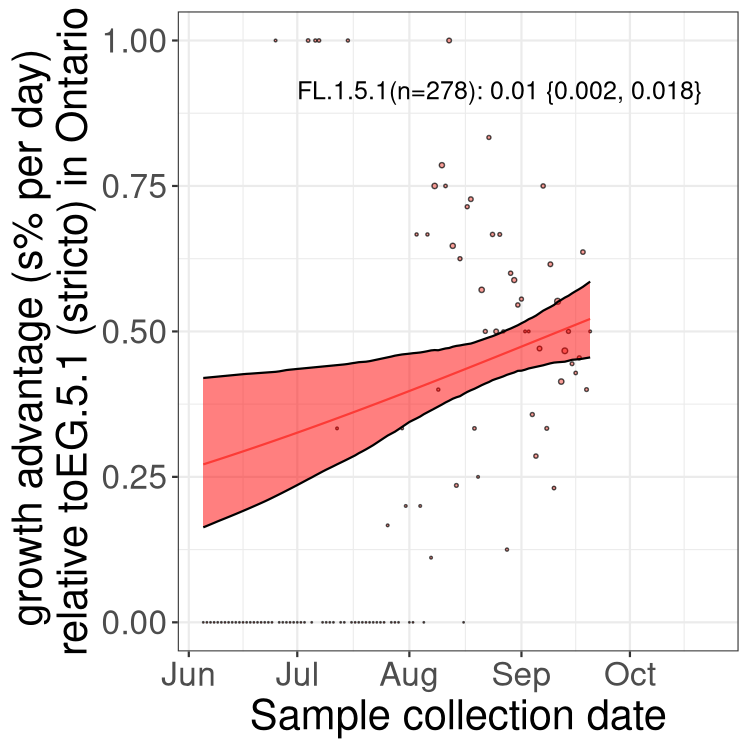 growth advantage (s% per day)
relative toEG.5.1 (stricto) in Ontario
1.00
0.75
0.50
0.25
0.00
FL.1.5.1(n=278): 0.01 {0.002, 0.018}
Jun Jul Aug Sep Oct
Sample collection date